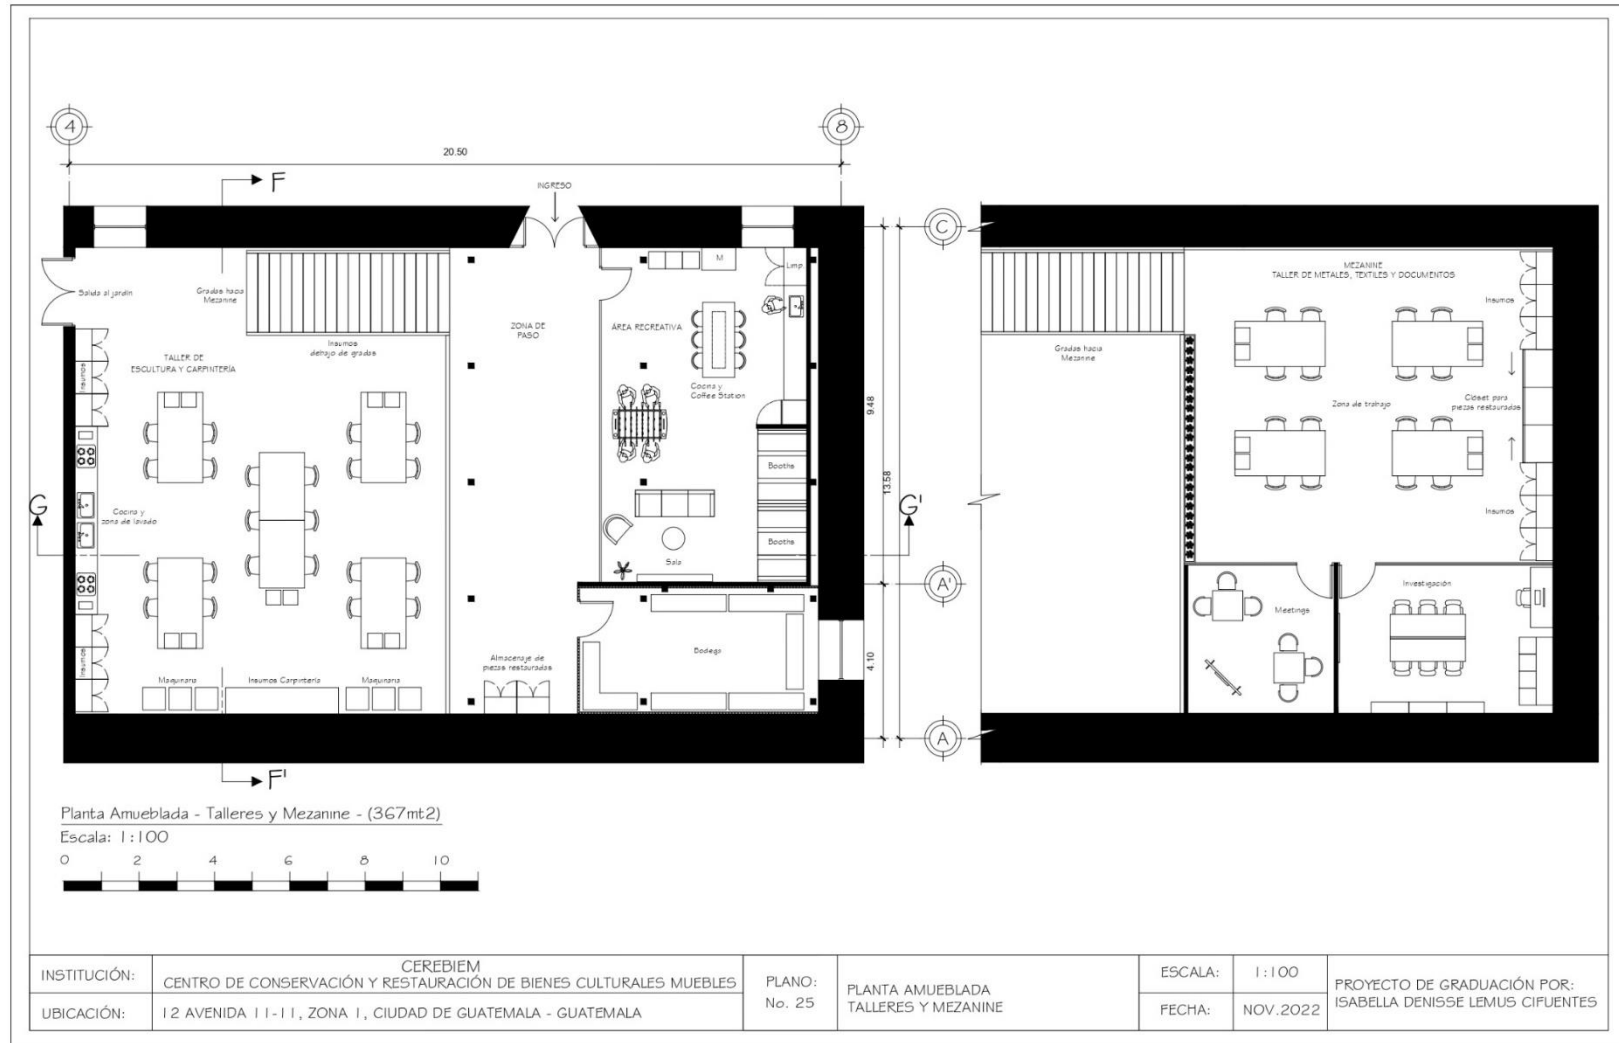 4
8
20.50
F
INGRESO
C
M
Limp.
Salida al jardín
Gradas hacia
Mezanine
ZONA DE
PASO
ÁREA RECREATIVA
Insumos
debajo de gradas
TALLER DE
ESCULTURA Y CARPINTERÍA
Insumos
Cocina y
Coffee Station
9.48
Booths
13.58
G
G'
Cocina y
zona de lavado
Booths
Sala
A'
Bodega
4.10
Insumos
Almacenaje de
piezas restauradas
Maquinaria
Insumos Carpintería
Maquinaria
A
F'
MEZANINE
TALLER DE METALES, TEXTILES Y DOCUMENTOS
Insumos
Gradas hacia
Mezanine
Zona de trabajo
Clóset para
piezas restauradas
Insumos
Meetings
Investigación
Planta Amueblada - Talleres y Mezanine - (367mt2)
Escala: 1:100
0 2 4 6 8 10
INSTITUCIÓN:
CEREBIEM
CENTRO DE CONSERVACIÓN Y RESTAURACIÓN DE BIENES CULTURALES MUEBLES
UBICACIÓN:
12 AVENIDA 11-11, ZONA 1, CIUDAD DE GUATEMALA - GUATEMALA
PLANO:
No. 25
PLANTA AMUEBLADA
TALLERES Y MEZANINE
ESCALA:
1:100
FECHA:
NOV.2022
PROYECTO DE GRADUACIÓN POR:
ISABELLA DENISSE LEMUS CIFUENTES